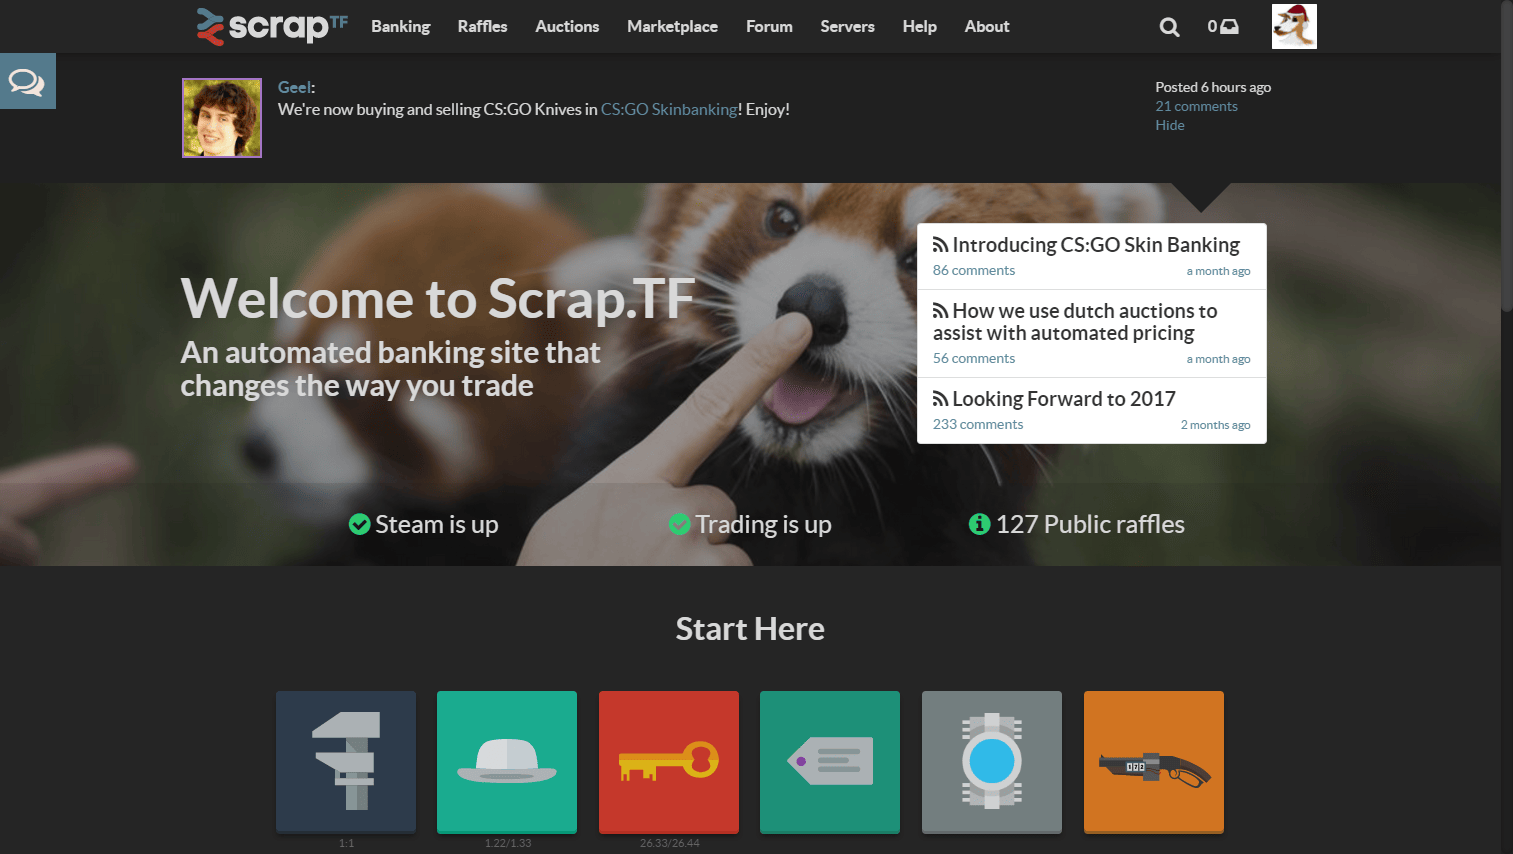 scrapTF
Banking
Raffles
Auctions
Marketplace
Forum
Servers
Help
About
0
Geel:
We're now buying and selling CS:GO Knives in CS:GO Skinbanking! Enjoy!
Posted 6 hours ago
21 comments
Hide
Welcome to Scrap.TF
An automated banking site that
changes the way you trade
Introducing CS:GO Skin Banking
86 comments
a month ago
How we use dutch auctions to
assist with automated pricing
56 comments
a month ago
Looking Forward to 2017
233 comments
2 months ago
Steam is up
Trading is up
127 Public raffles
Start Here
1:1
1.22/1.33
26.33/26.44